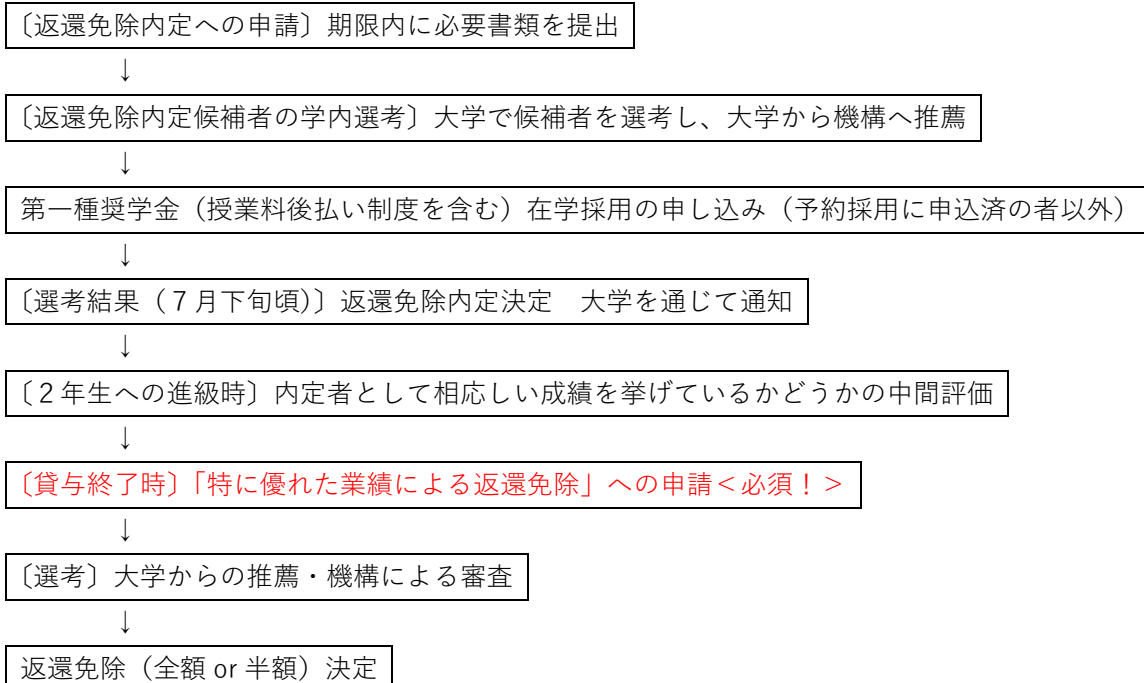 〔返還免除内定への申請〕期限内に必要書類を提出
↓
〔返還免除内定候補者の学内選考〕大学で候補者を選考し、大学から機構へ推薦
↓
第一種奨学金（授業料後払い制度を含む）在学採用の申し込み（予約採用に申込済の者以外）
↓
〔選考結果（７月下旬頃）〕返還免除内定決定　大学を通じて通知
↓
〔２年生への進級時〕内定者として相応しい成績を挙げているかどうかの中間評価
↓
〔貸与終了時〕「特に優れた業績による返還免除」への申請＜必須！＞
↓
〔選考〕大学からの推薦・機構による審査
↓
返還免除（全額 or 半額）決定